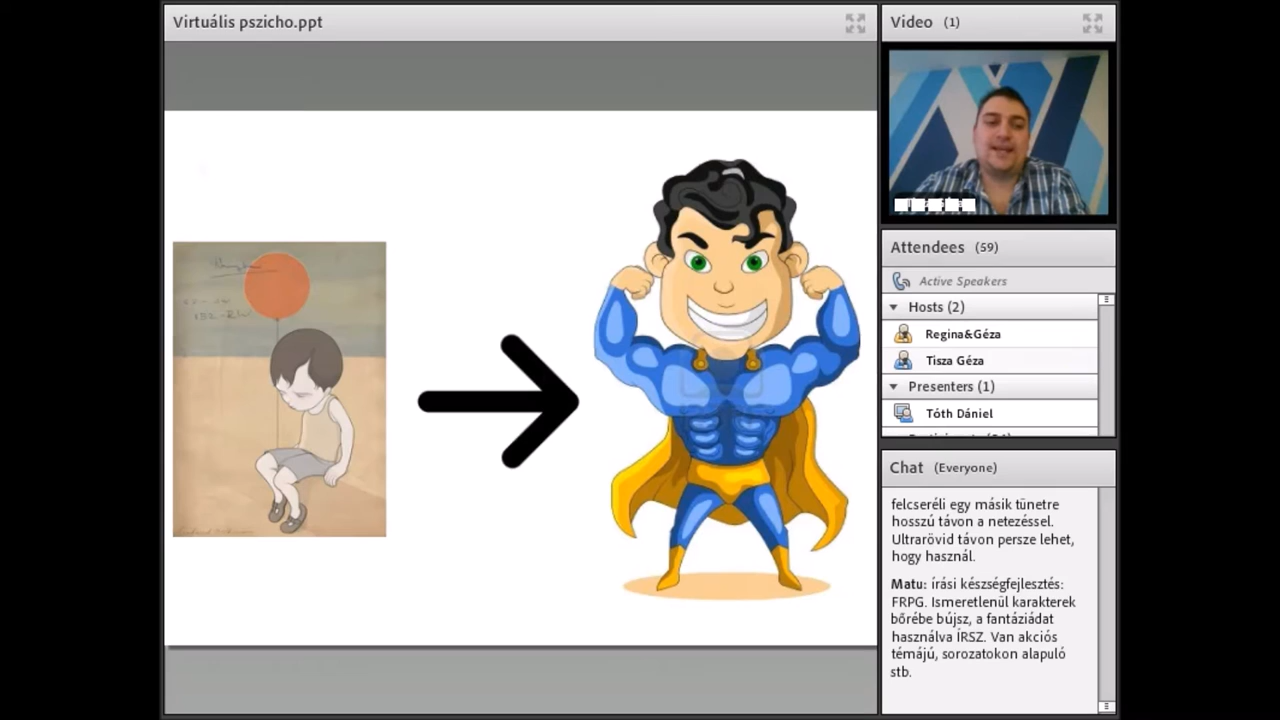 Virtuális pszicho.ppt
Video (1)
Attendees (59)
Active Speakers
Hosts (2)
Regina&Géza
Tisza Géza
Presenters (1)
Tóth Dániel
Chat (Everyone)
felcseréli egy másik tünetre
hosszú távon a netezéssel.
Ultrarövid távon persze lehet,
hogy használ.
Matu: írási készségfejlesztés:
FRPG. Ismeretlenül karakterek
bőrébe bújsz, a fantáziádat
használva ÍRSZ. Van akciós
témájú, sorozatokon alapuló
stb.